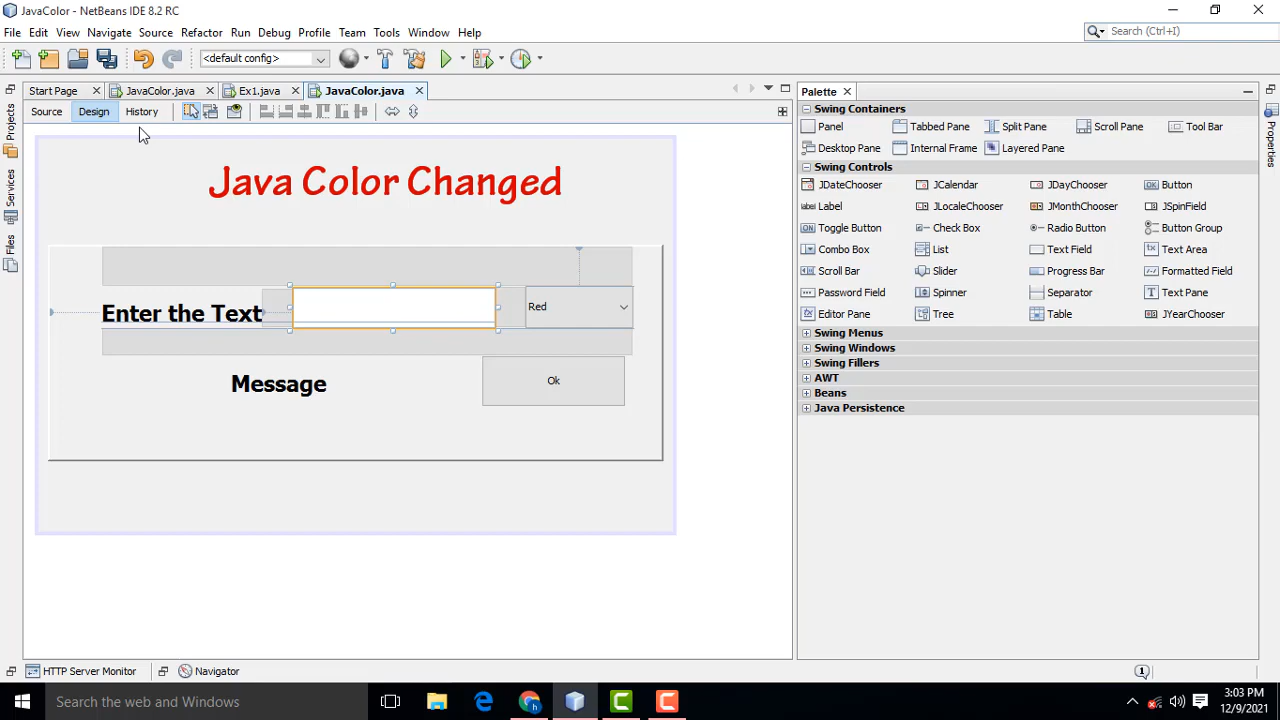 JavaColor - NetBeans IDE 8.2 RC
File Edit View Navigate Source Refactor Run Debug Profile Team Tools Window Help
Search (Ctrl+I)
<default config>
Start Page JavaColor.java Ex1.java JavaColor.java
Source Design History
Projects
Services
Files
Java Color Changed
Enter the Text
Red
Message
Ok
Palette
Swing Containers
Panel Tabbed Pane Split Pane Scroll Pane Tool Bar
Desktop Pane Internal Frame Layered Pane
Swing Controls
JDateChooser JCalendar JDayChooser OK Button
label Label JLocaleChooser JMonthChooser JSpinField
ON Toggle Button Check Box Radio Button Button Group
Combo Box List Text Field Text Area
Scroll Bar Slider Progress Bar Formatted Field
Password Field Spinner Separator Text Pane
Editor Pane Tree Table JYearChooser
Swing Menus
Swing Windows
Swing Fillers
AWT
Beans
Java Persistence
Properties
HTTP Server Monitor Navigator
1
Search the web and Windows
3:03 PM
12/9/2021